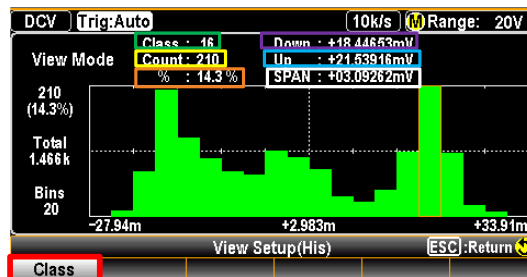 DCV Trig:Auto 10k/s M Range: 20V
Class : 16 Down : +18.44653mV
View Mode Count : 210 Up : +21.53916mV
% : 14.3 % SPAN : +03.09262mV
210
(14.3%)
Total
1.466k
Bins
20
-27.94m +2.983m +33.91m
View Setup(His) ESC:Return
Class